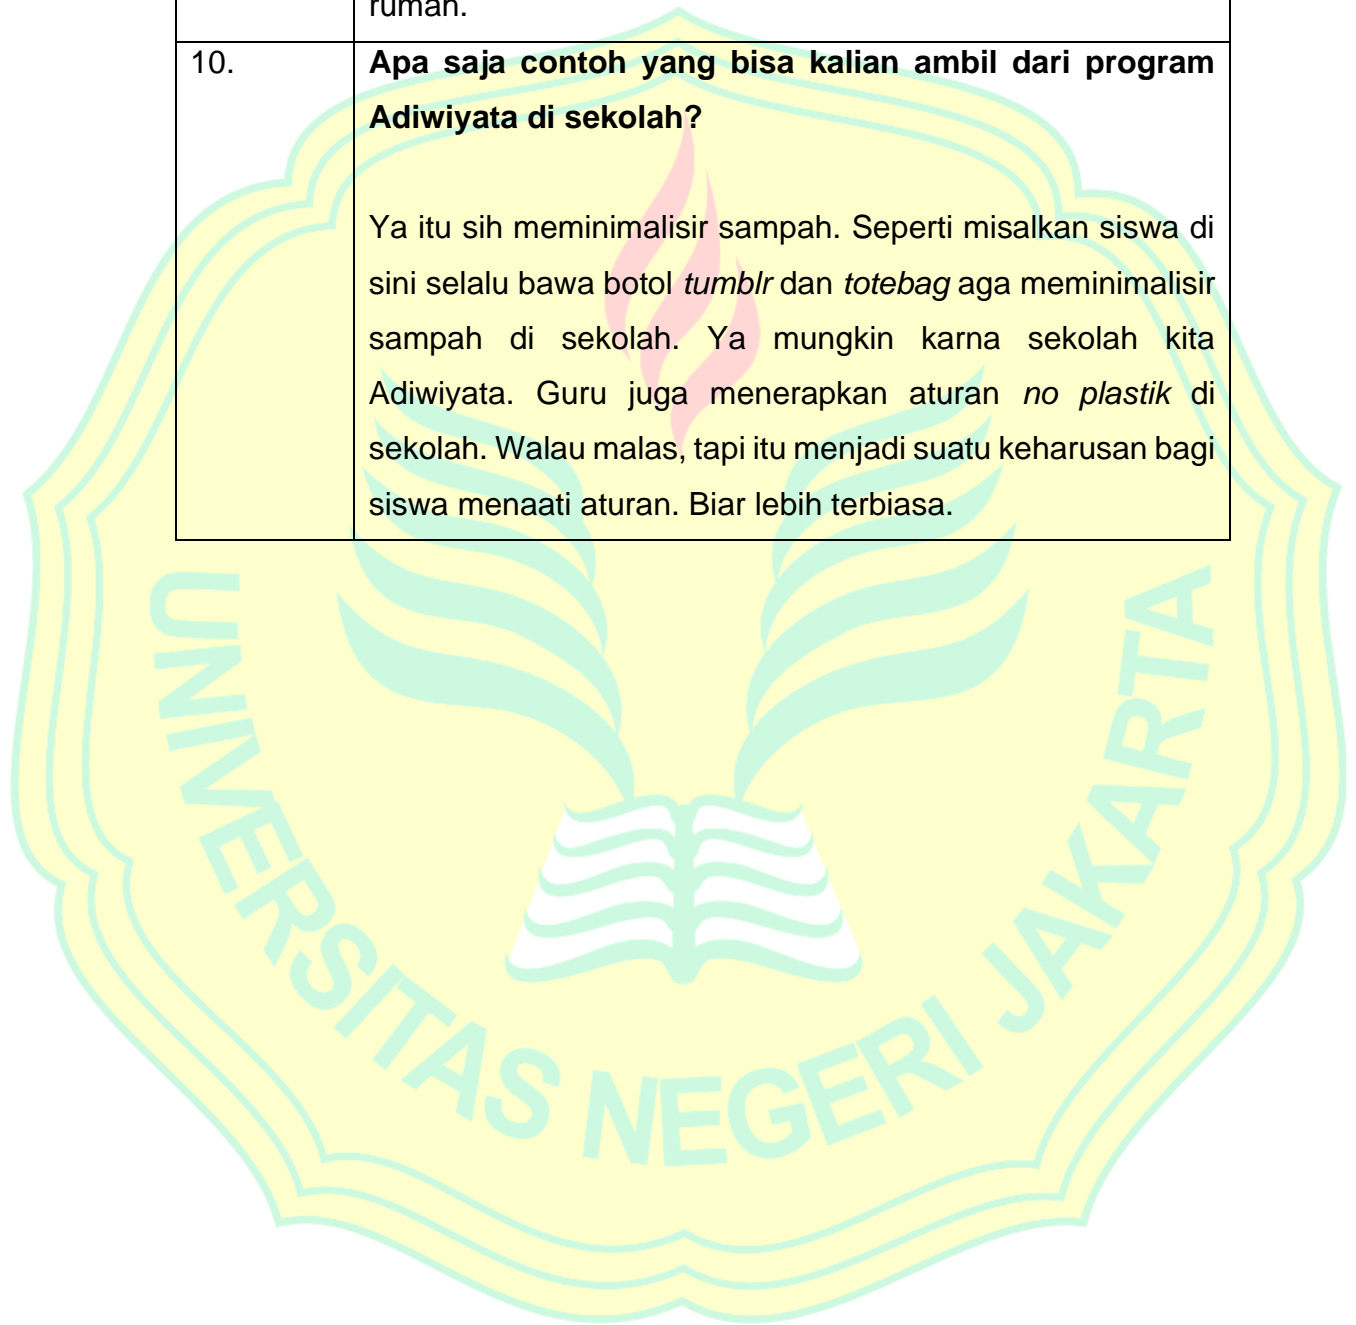 rumah.
10.
Apa saja contoh yang bisa kalian ambil dari program
Adiwiyata di sekolah?
Ya itu sih meminimalisir sampah. Seperti misalkan siswa di
sini selalu bawa botol tumblr dan totebag aga meminimalisir
sampah di sekolah. Ya mungkin karna sekolah kita
Adiwiyata. Guru juga menerapkan aturan no plastik di
sekolah. Walau malas, tapi itu menjadi suatu keharusan bagi
siswa menaati aturan. Biar lebih terbiasa.
UNIVERSITAS NEGERI JAKARTA